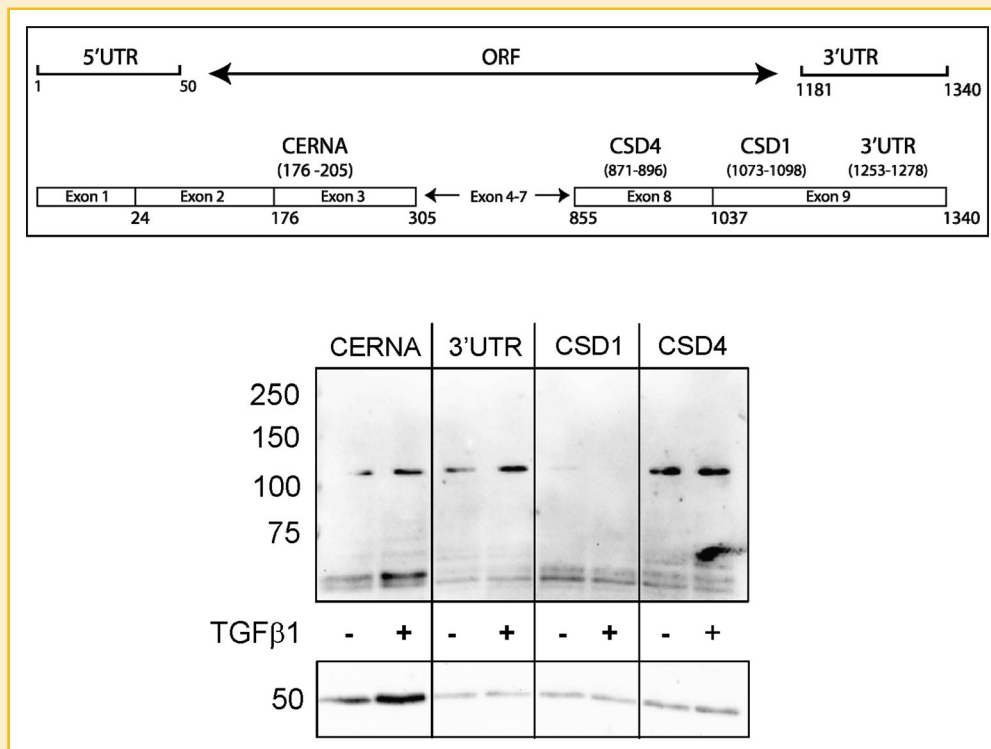 5'UTR ORF 3'UTR
1 50 1181 1340
CERNA CSD4 CSD1 3'UTR
(176 -205) (871-896) (1073-1098) (1253-1278)
Exon 1 Exon 2 Exon 3 Exon 4-7 Exon 8 Exon 9
24 176 305 855 1037 1340
CERNA 3'UTR CSD1 CSD4
250
150
100
75
TGFβ1 - + - + - + - +
50